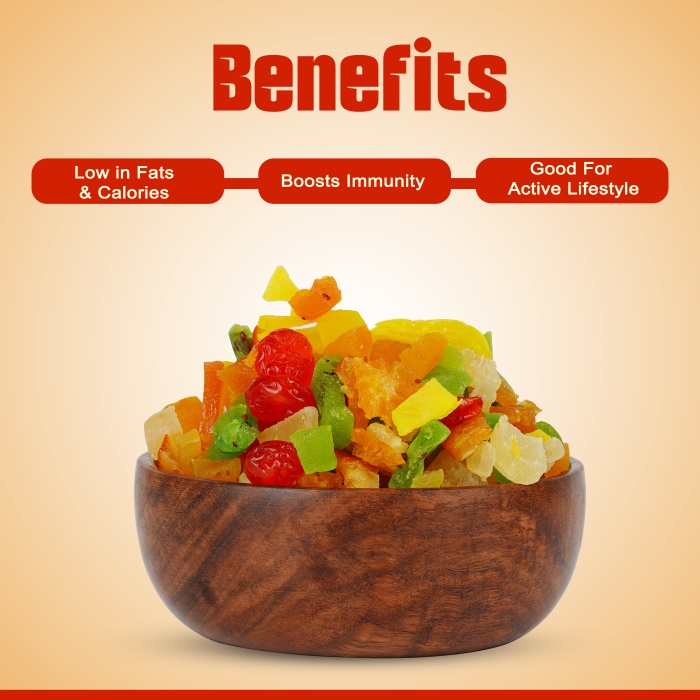 Benefits
Low in Fats
& Calories
Boosts Immunity
Good For
Active Lifestyle